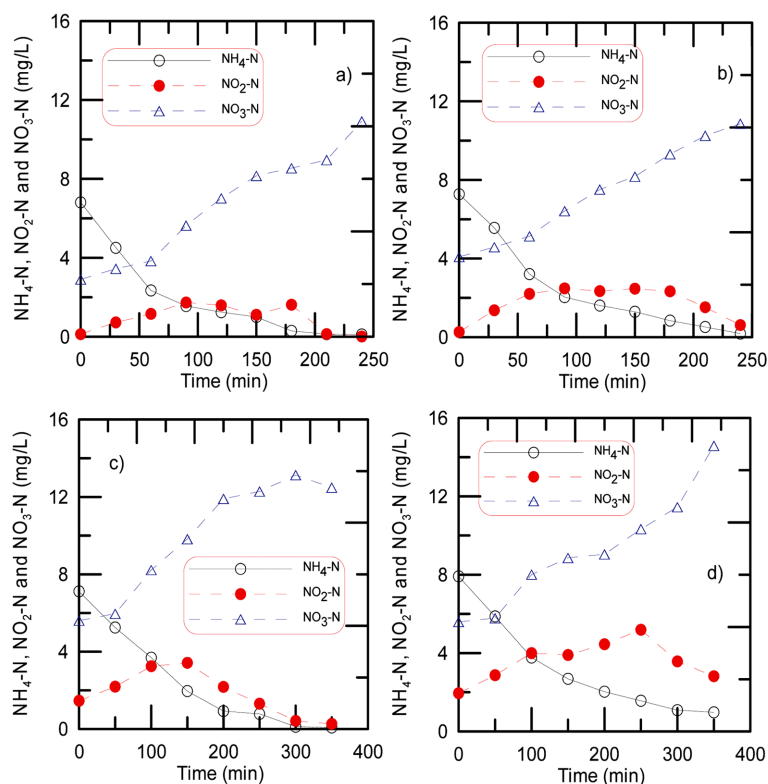 NH4-N, NO2-N and NO3-N (mg/L)
16
12
8
4
0
NH4-N
NO2-N
NO3-N
a)
0 50 100 150 200 250
Time (min)
NH4-N, NO2-N and NO3-N (mg/L)
16
12
8
4
0
NH4-N
NO2-N
NO3-N
b)
0 50 100 150 200 250
Time (min)
NH4-N, NO2-N and NO3-N (mg/L)
16
12
8
4
0
c)
NH4-N
NO2-N
NO3-N
0 100 200 300 400
Time (min)
NH4-N, NO2-N and NO3-N (mg/L)
16
12
8
4
0
NH4-N
NO2-N
NO3-N
d)
0 100 200 300 400
Time (min)